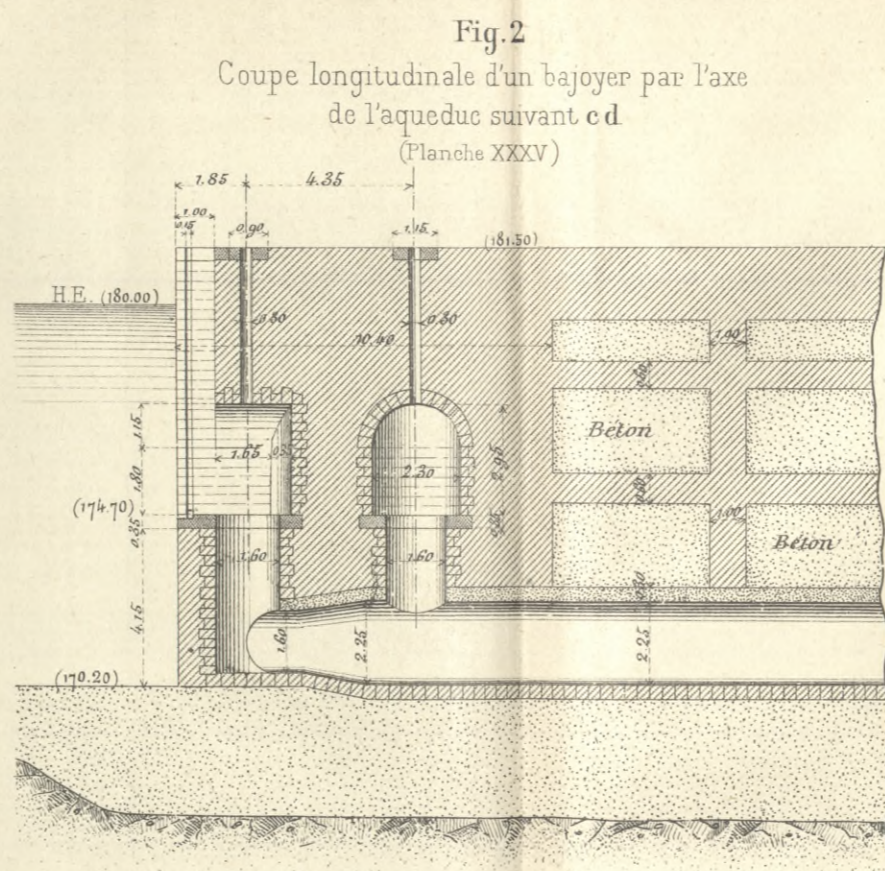 Fig. 2
Coupe longitudinale d'un bajoyer par l'axe
de l'aqueduc suivant c d
(Planche XXXV)
1.85 4.35
1.00
0.15 0.90 1.15
(181.50)
H.E. (180.00)
0.30 0.30
10.40 1.00
Béton
1.15
1.65
2.30 2.95
1.80
(174.70)
1.00
0.35
Béton
1.60 1.60
4.15
1.60 2.25 2.25
(170.20)